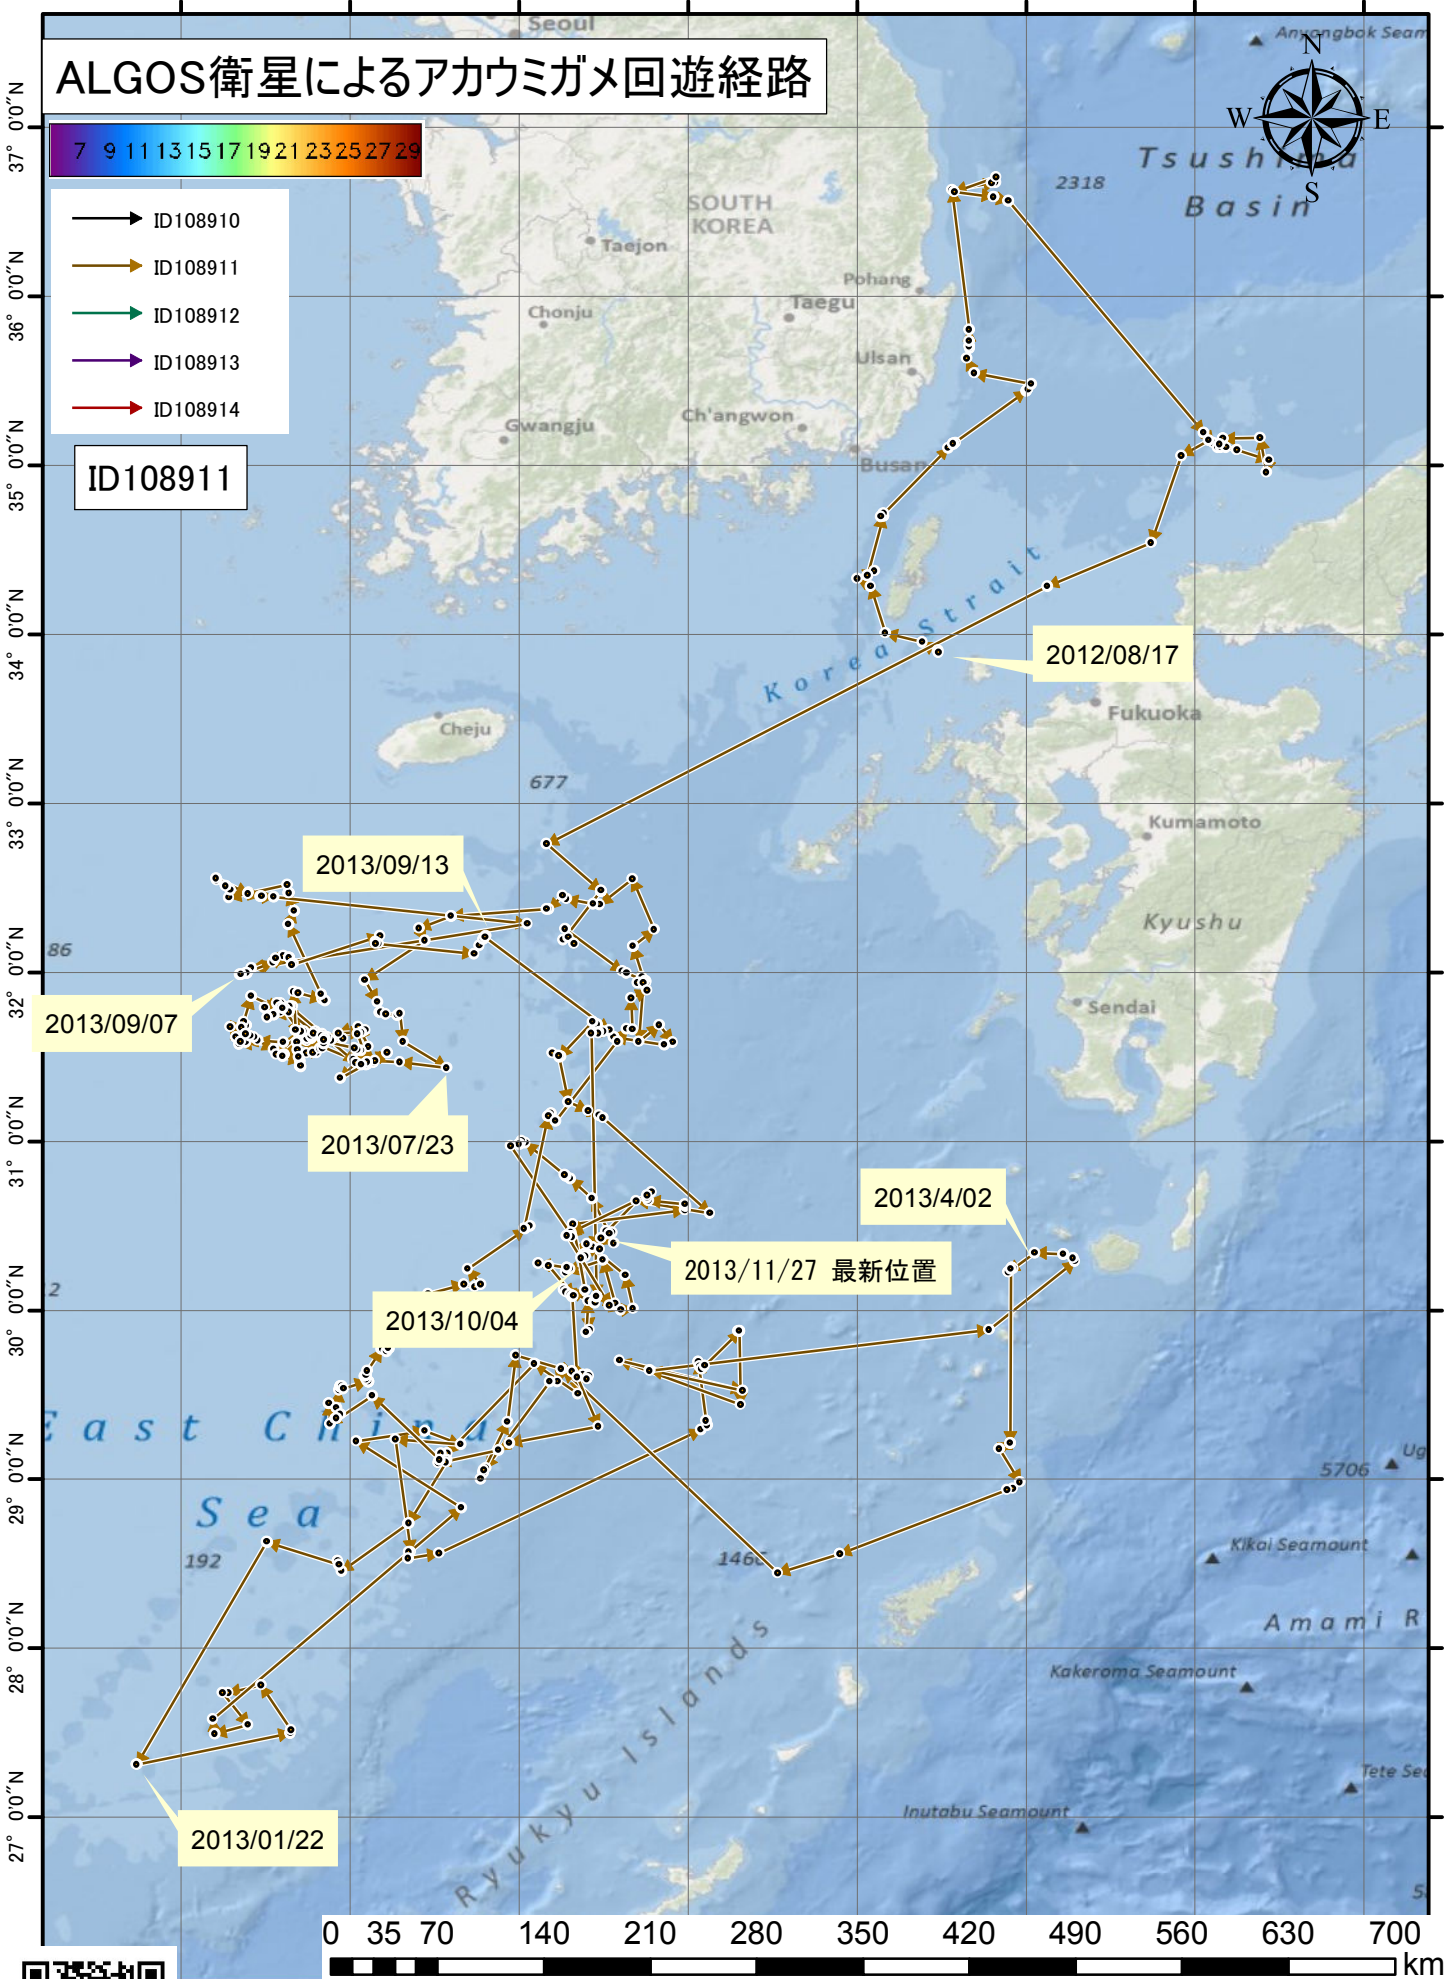 Seoul
Anyangbok Seam
ALGOS衛星によるアカウミガメ回遊経路
N
W E
S
7 9 11 13 15 17 19 21 23 25 27 29
Tsushima
Basin
2318
ID108910
ID108911
ID108912
ID108913
ID108914
ID108911
SOUTH
KOREA
Taejon
Pohang
Taegu
Chonju
Ulsan
Ch'angwon
Gwangju
Busan
Korea Strait
2012/08/17
Fukuoka
Cheju
677
Kumamoto
2013/09/13
Kyushu
86
Sendai
2013/09/07
2013/07/23
2013/4/02
2013/11/27 最新位置
2
2013/10/04
East China
Sea
5706
Ug
192
1466
Kikai Seamount
Amami R
Kakeroma Seamount
Ryukyu Islands
Tete Sea
Inutabu Seamount
2013/01/22
S
37° 0'0"N
36° 0'0"N
35° 0'0"N
34° 0'0"N
33° 0'0"N
32° 0'0"N
31° 0'0"N
30° 0'0"N
29° 0'0"N
28° 0'0"N
27° 0'0"N
0 35 70 140 210 280 350 420 490 560 630 700
km